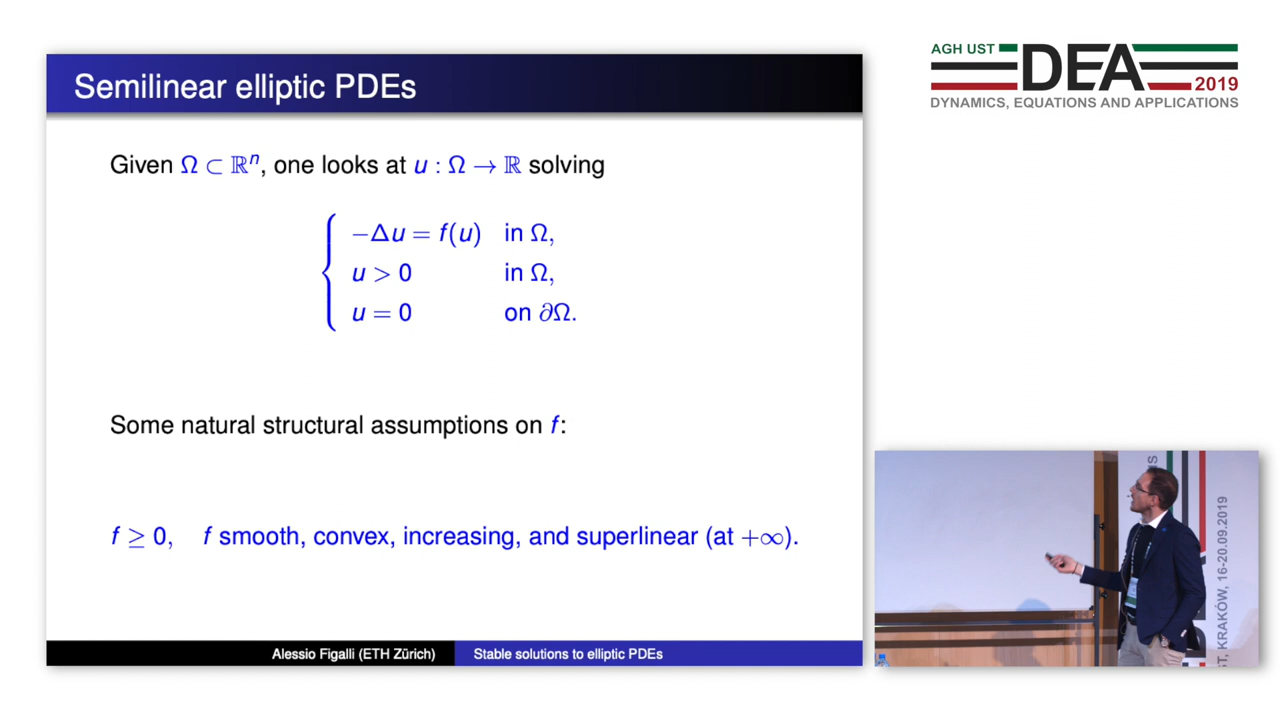 Semilinear elliptic PDEs
AGH UST
DEA
2019
DYNAMICS, EQUATIONS AND APPLICATIONS
Given Ω ⊂ ℝⁿ, one looks at u : Ω → ℝ solving
−Δu = f(u) in Ω,
u > 0 in Ω,
u = 0 on ∂Ω.
Some natural structural assumptions on f:
f ≥ 0, f smooth, convex, increasing, and superlinear (at +∞).
Alessio Figalli (ETH Zürich)
Stable solutions to elliptic PDEs
KRAKÓW, 16-20.09.2019